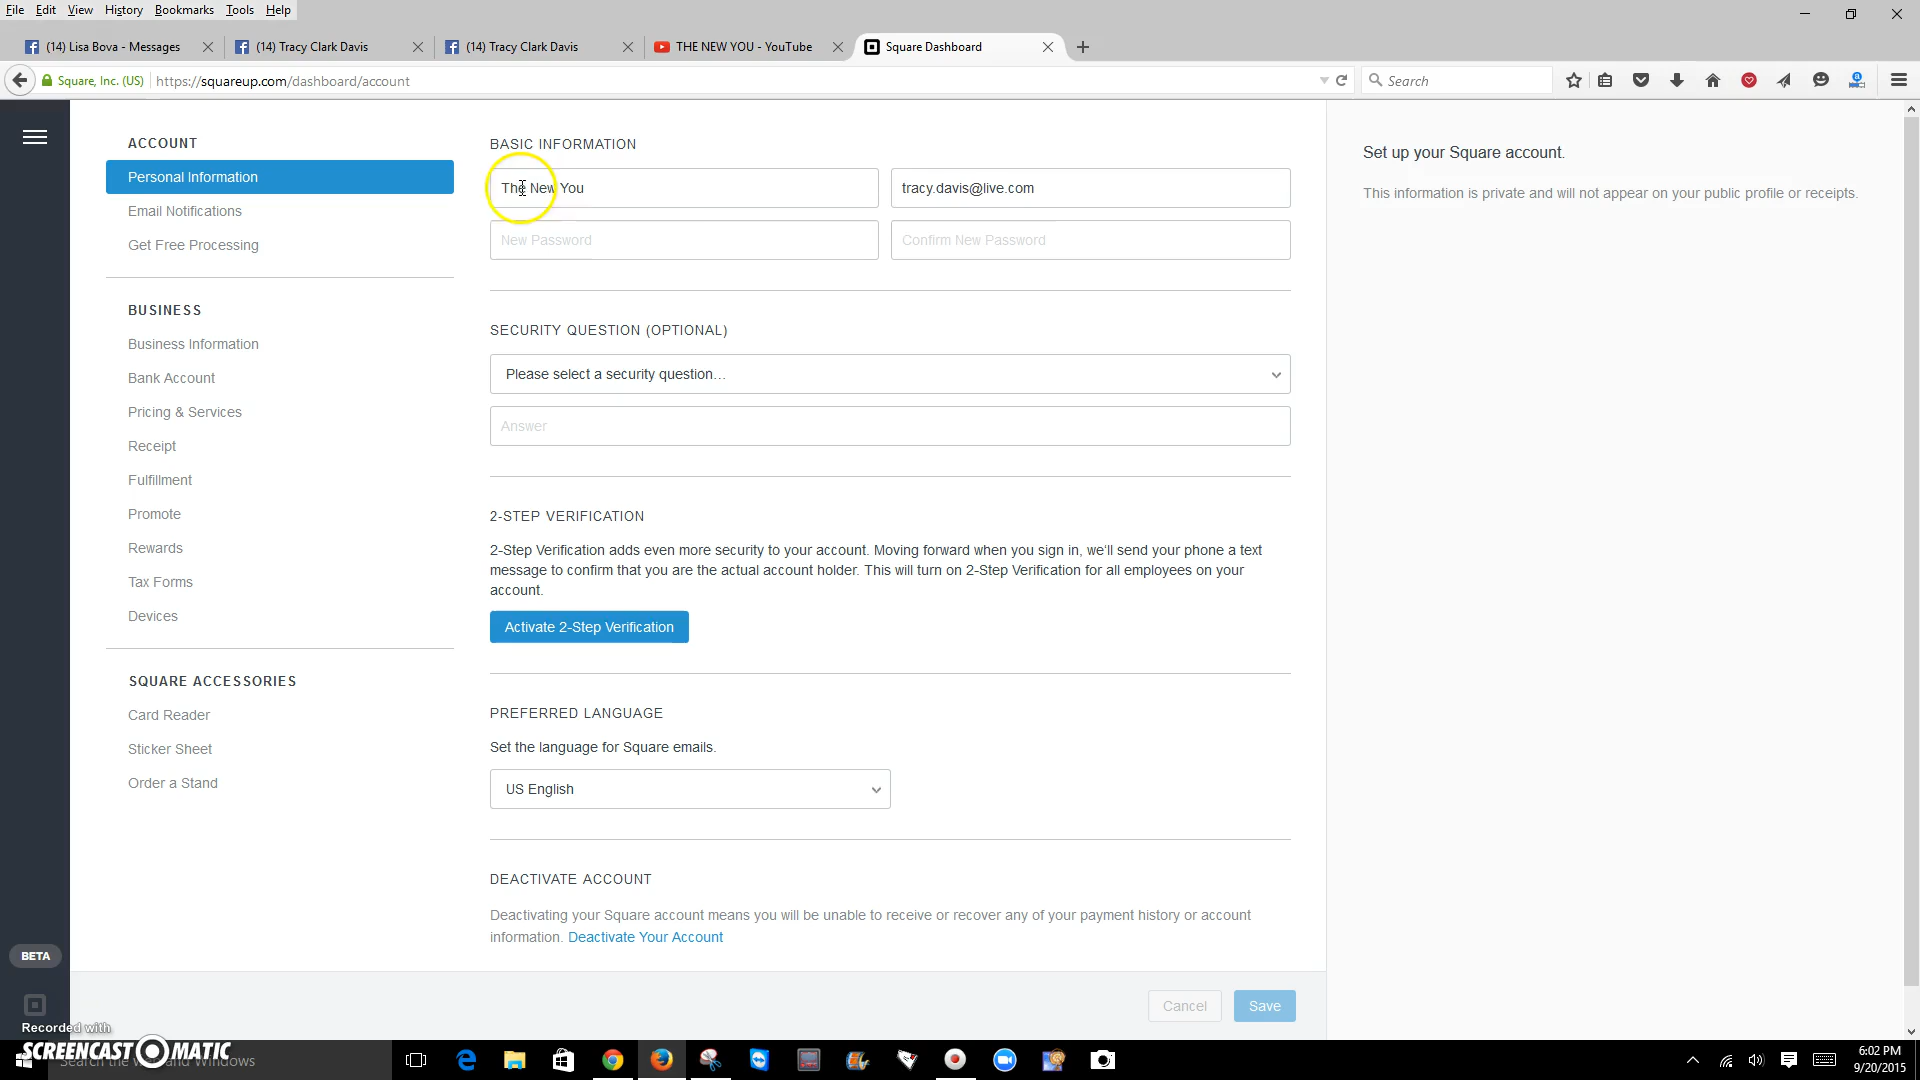 File Edit View History Bookmarks Tools Help
(14) Lisa Bova - Messages
(14) Tracy Clark Davis
(14) Tracy Clark Davis
THE NEW YOU - YouTube
Square Dashboard
Square, Inc. (US)
https://squareup.com/dashboard/account
Search
ACCOUNT
Personal Information
Email Notifications
Get Free Processing
BUSINESS
Business Information
Bank Account
Pricing & Services
Receipt
Fulfillment
Promote
Rewards
Tax Forms
Devices
SQUARE ACCESSORIES
Card Reader
Sticker Sheet
Order a Stand
BASIC INFORMATION
The New You
tracy.davis@live.com
New Password
Confirm New Password
SECURITY QUESTION (OPTIONAL)
Please select a security question...
Answer
2-STEP VERIFICATION
2-Step Verification adds even more security to your account. Moving forward when you sign in, we'll send your phone a text
message to confirm that you are the actual account holder. This will turn on 2-Step Verification for all employees on your
account.
Activate 2-Step Verification
PREFERRED LANGUAGE
Set the language for Square emails.
US English
DEACTIVATE ACCOUNT
Deactivating your Square account means you will be unable to receive or recover any of your payment history or account
information. Deactivate Your Account
Cancel
Save
Set up your Square account.
This information is private and will not appear on your public profile or receipts.
BETA
Recorded with
SCREENCAST O MATIC
Search the web and Windows
6:02 PM
9/20/2015